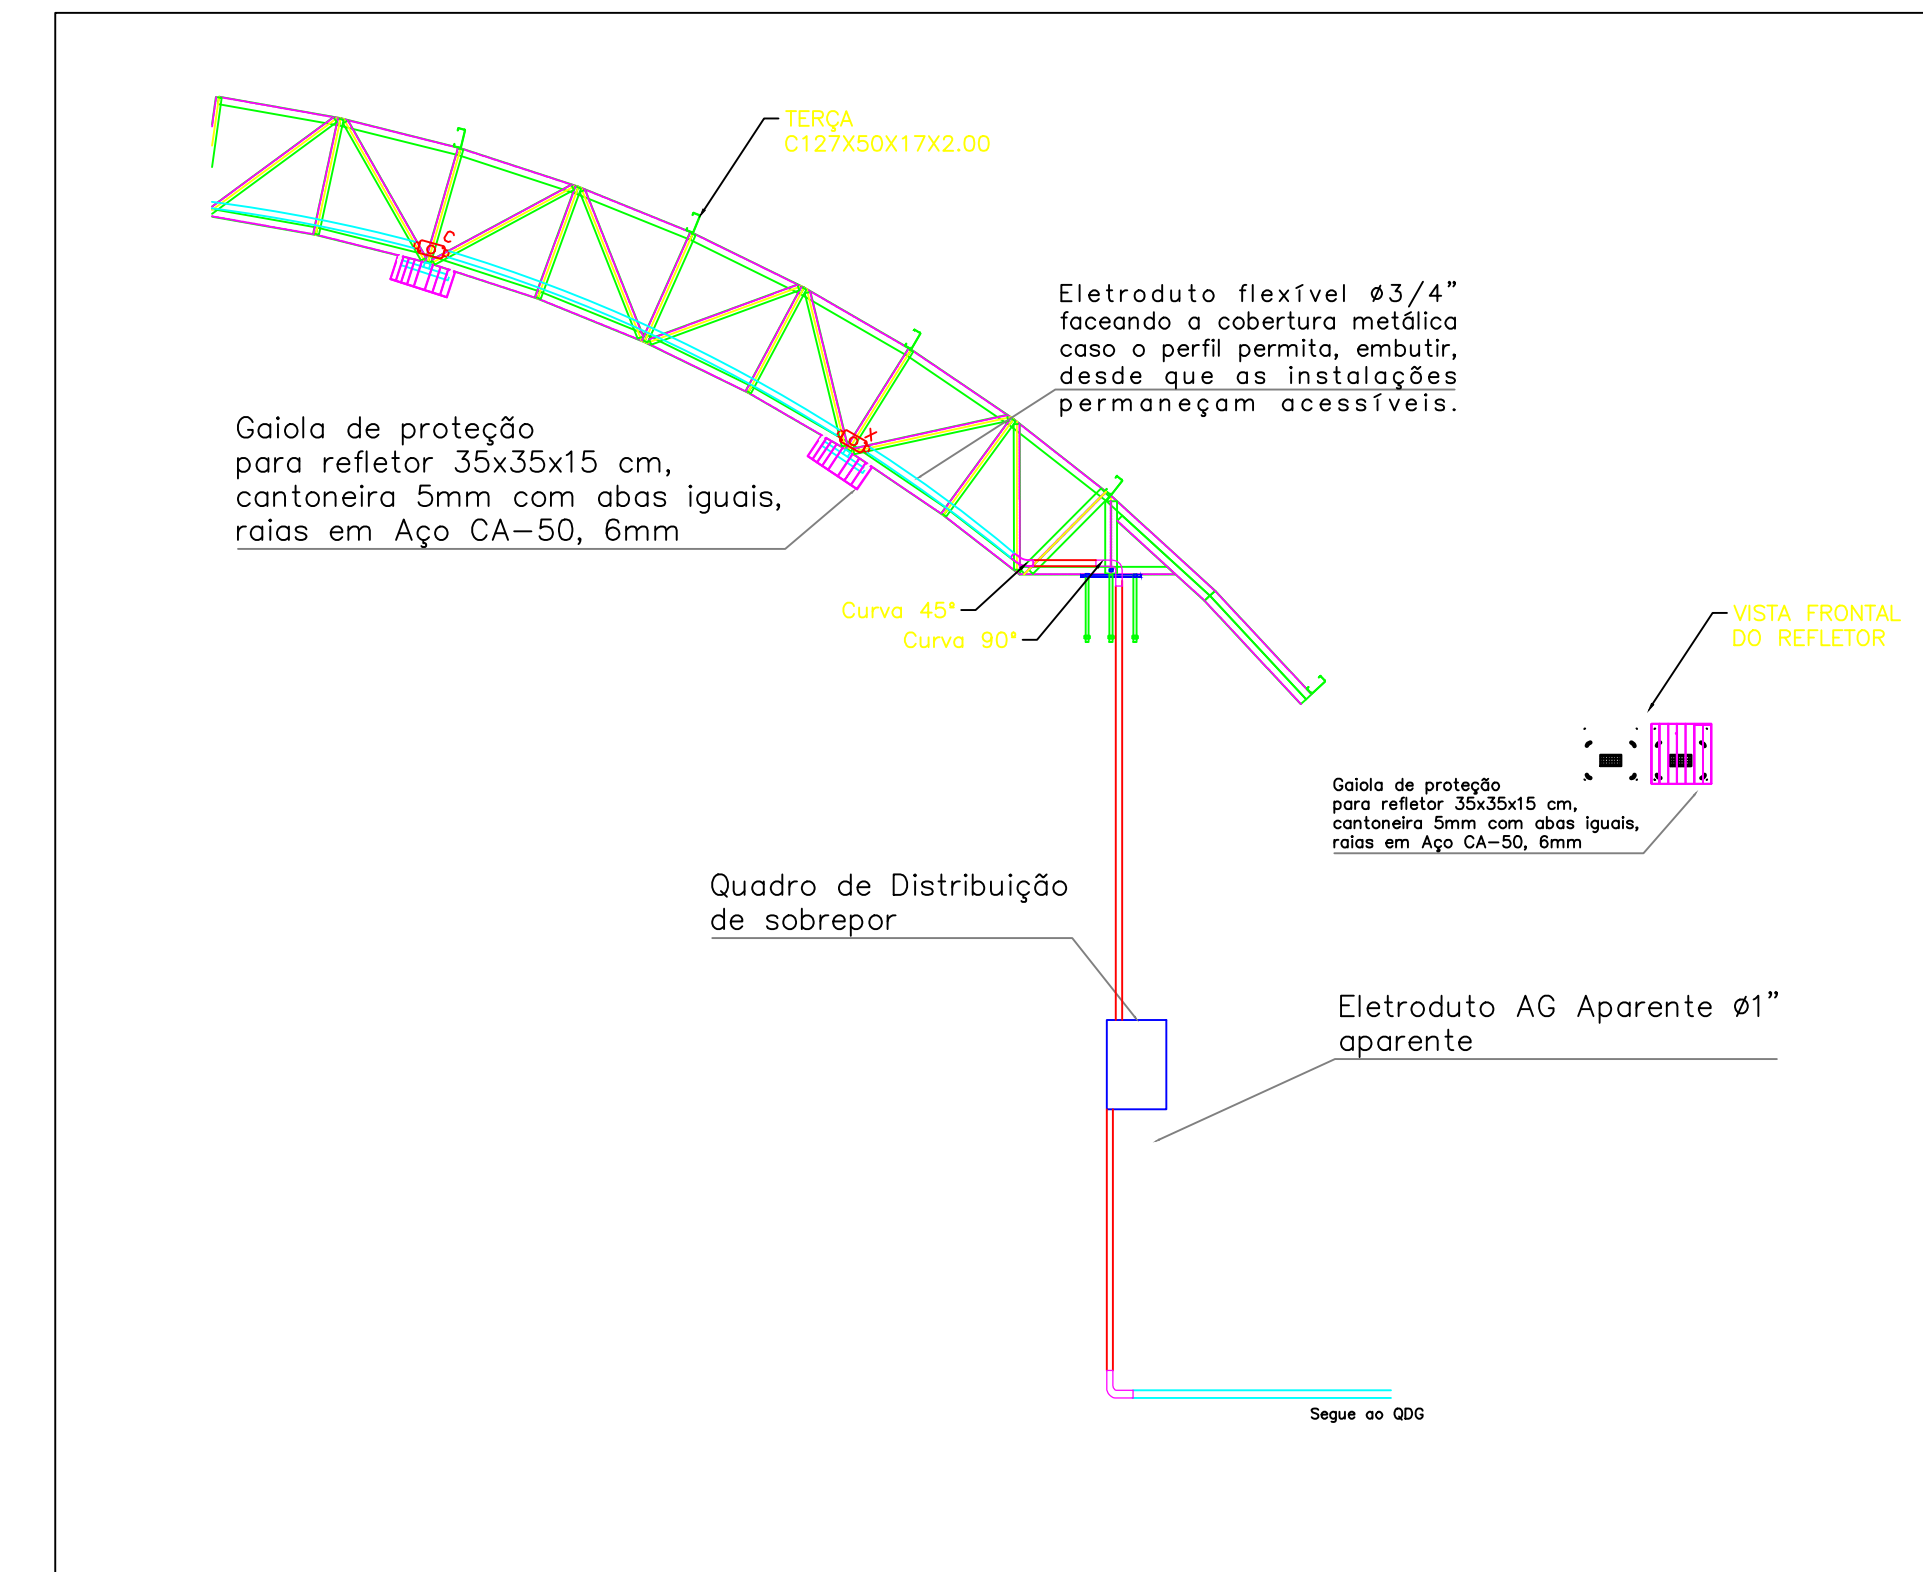 TERÇA
C127X50X17X2.00
C
Eletroduto flexível ø3/4”
faceando a cobertura metálica
caso o perfil permita, embutir,
desde que as instalações
permaneçam acessíveis.
Gaiola de proteção
para refletor 35x35x15 cm,
cantoneira 5mm com abas iguais,
raias em Aço CA-50, 6mm
X
Curva 45°
Curva 90°
VISTA FRONTAL
DO REFLETOR
Gaiola de proteção
para refletor 35x35x15 cm,
cantoneira 5mm com abas iguais,
raias em Aço CA-50, 6mm
Quadro de Distribuição
de sobrepor
Eletroduto AG Aparente ø1”
aparente
Segue ao QDG